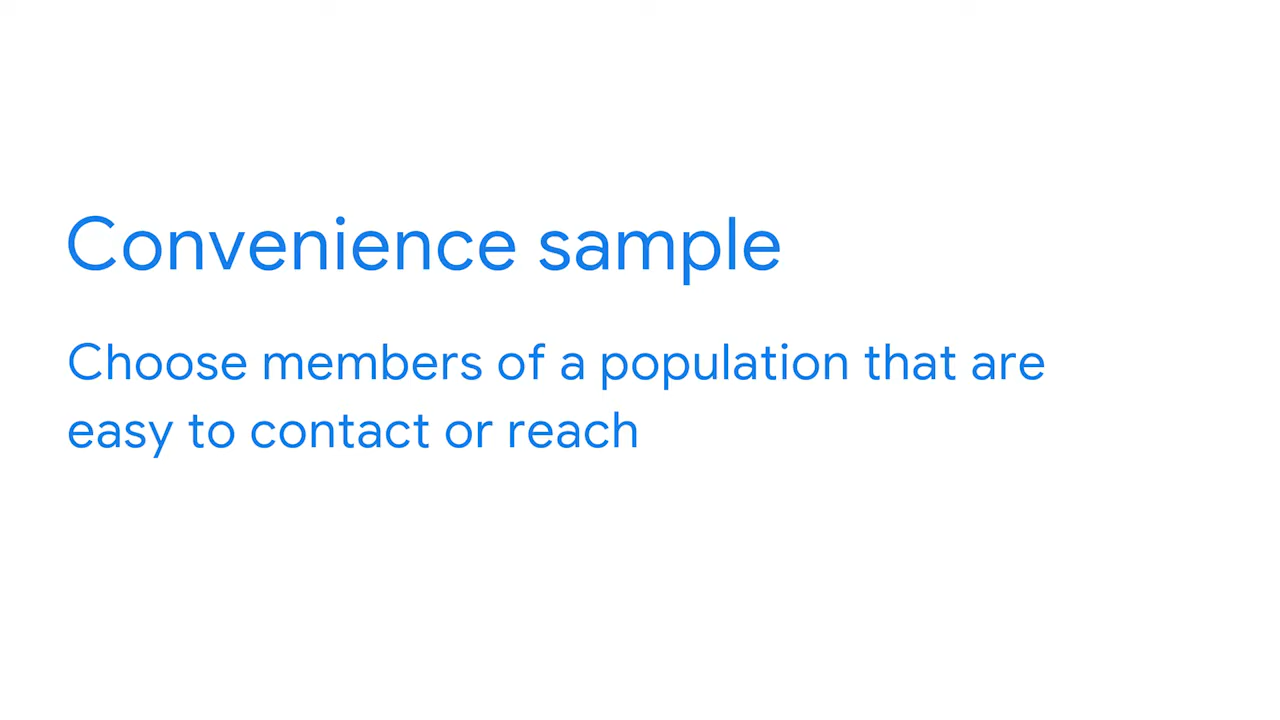 Convenience sample
Choose members of a population that are
easy to contact or reach